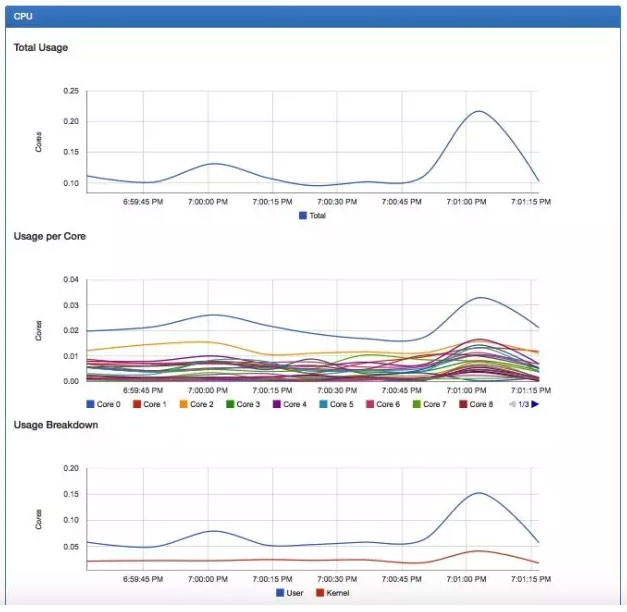 CPU
Total Usage
0.25
0.20
0.15
0.10
Cores
6:59:45 PM 7:00:00 PM 7:00:15 PM 7:00:30 PM 7:00:45 PM 7:01:00 PM 7:01:15 PM
Total
Usage per Core
0.04
0.03
0.02
0.01
0.00
Cores
6:59:45 PM 7:00:00 PM 7:00:15 PM 7:00:30 PM 7:00:45 PM 7:01:00 PM 7:01:15 PM
Core 0 Core 1 Core 2 Core 3 Core 4 Core 5 Core 6 Core 7 Core 8 1/3
Usage Breakdown
0.20
0.15
0.10
0.05
Cores
6:59:45 PM 7:00:00 PM 7:00:15 PM 7:00:30 PM 7:00:45 PM 7:01:00 PM 7:01:15 PM
User Kernel